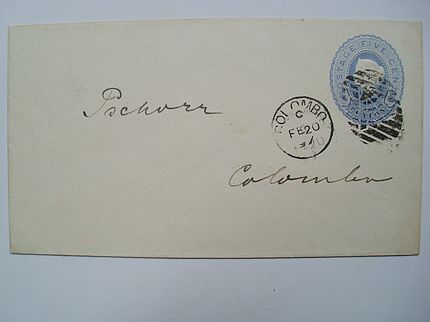 POSTAGE FIVE CENTS
Pschorr
COLOMBO
C
FE 20
Colombo